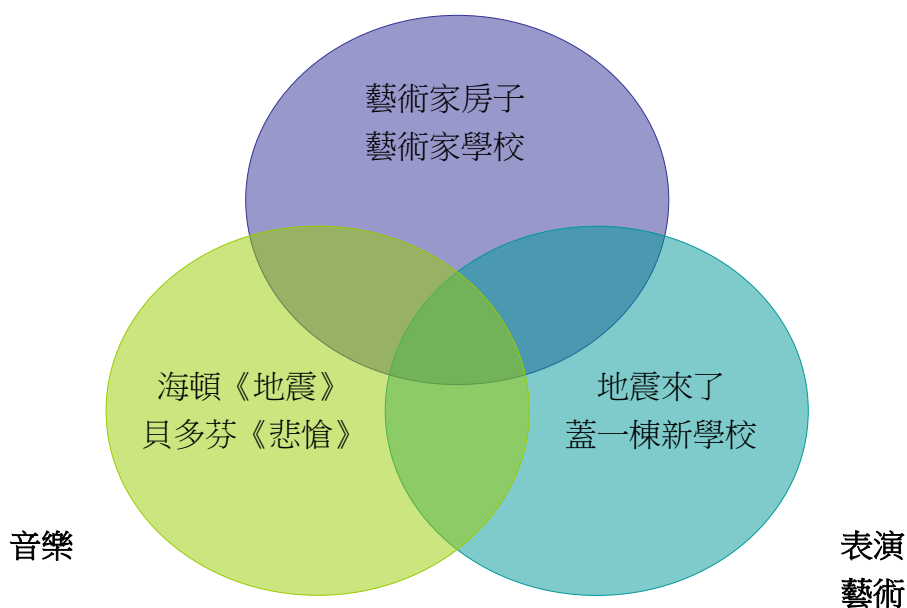 藝術家房子
藝術家學校
海頓《地震》
貝多芬《悲愴》
地震來了
蓋一棟新學校
音樂
表演
藝術